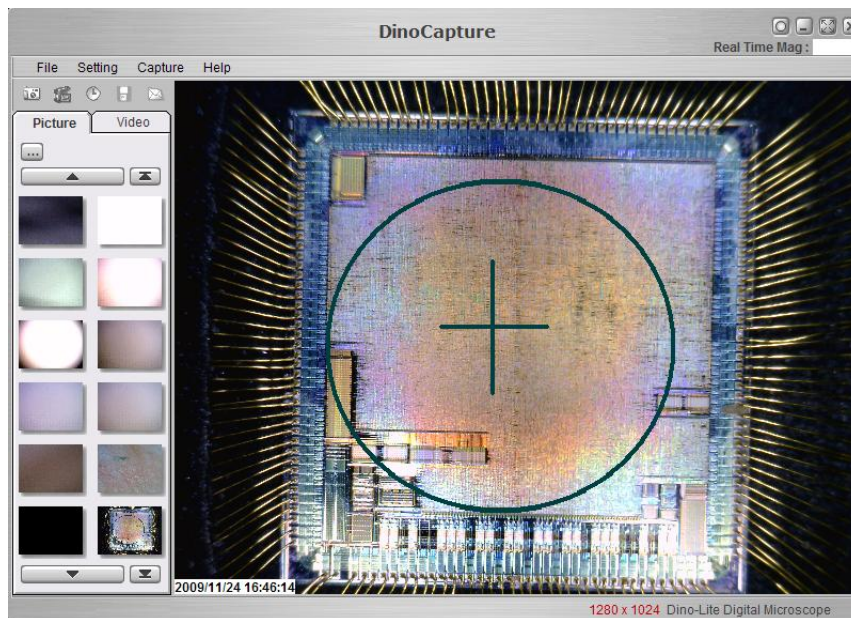 DinoCapture
Real Time Mag :
File Setting Capture Help
Picture Video
...
2009/11/24 16:46:14
1280 x 1024 Dino-Lite Digital Microscope